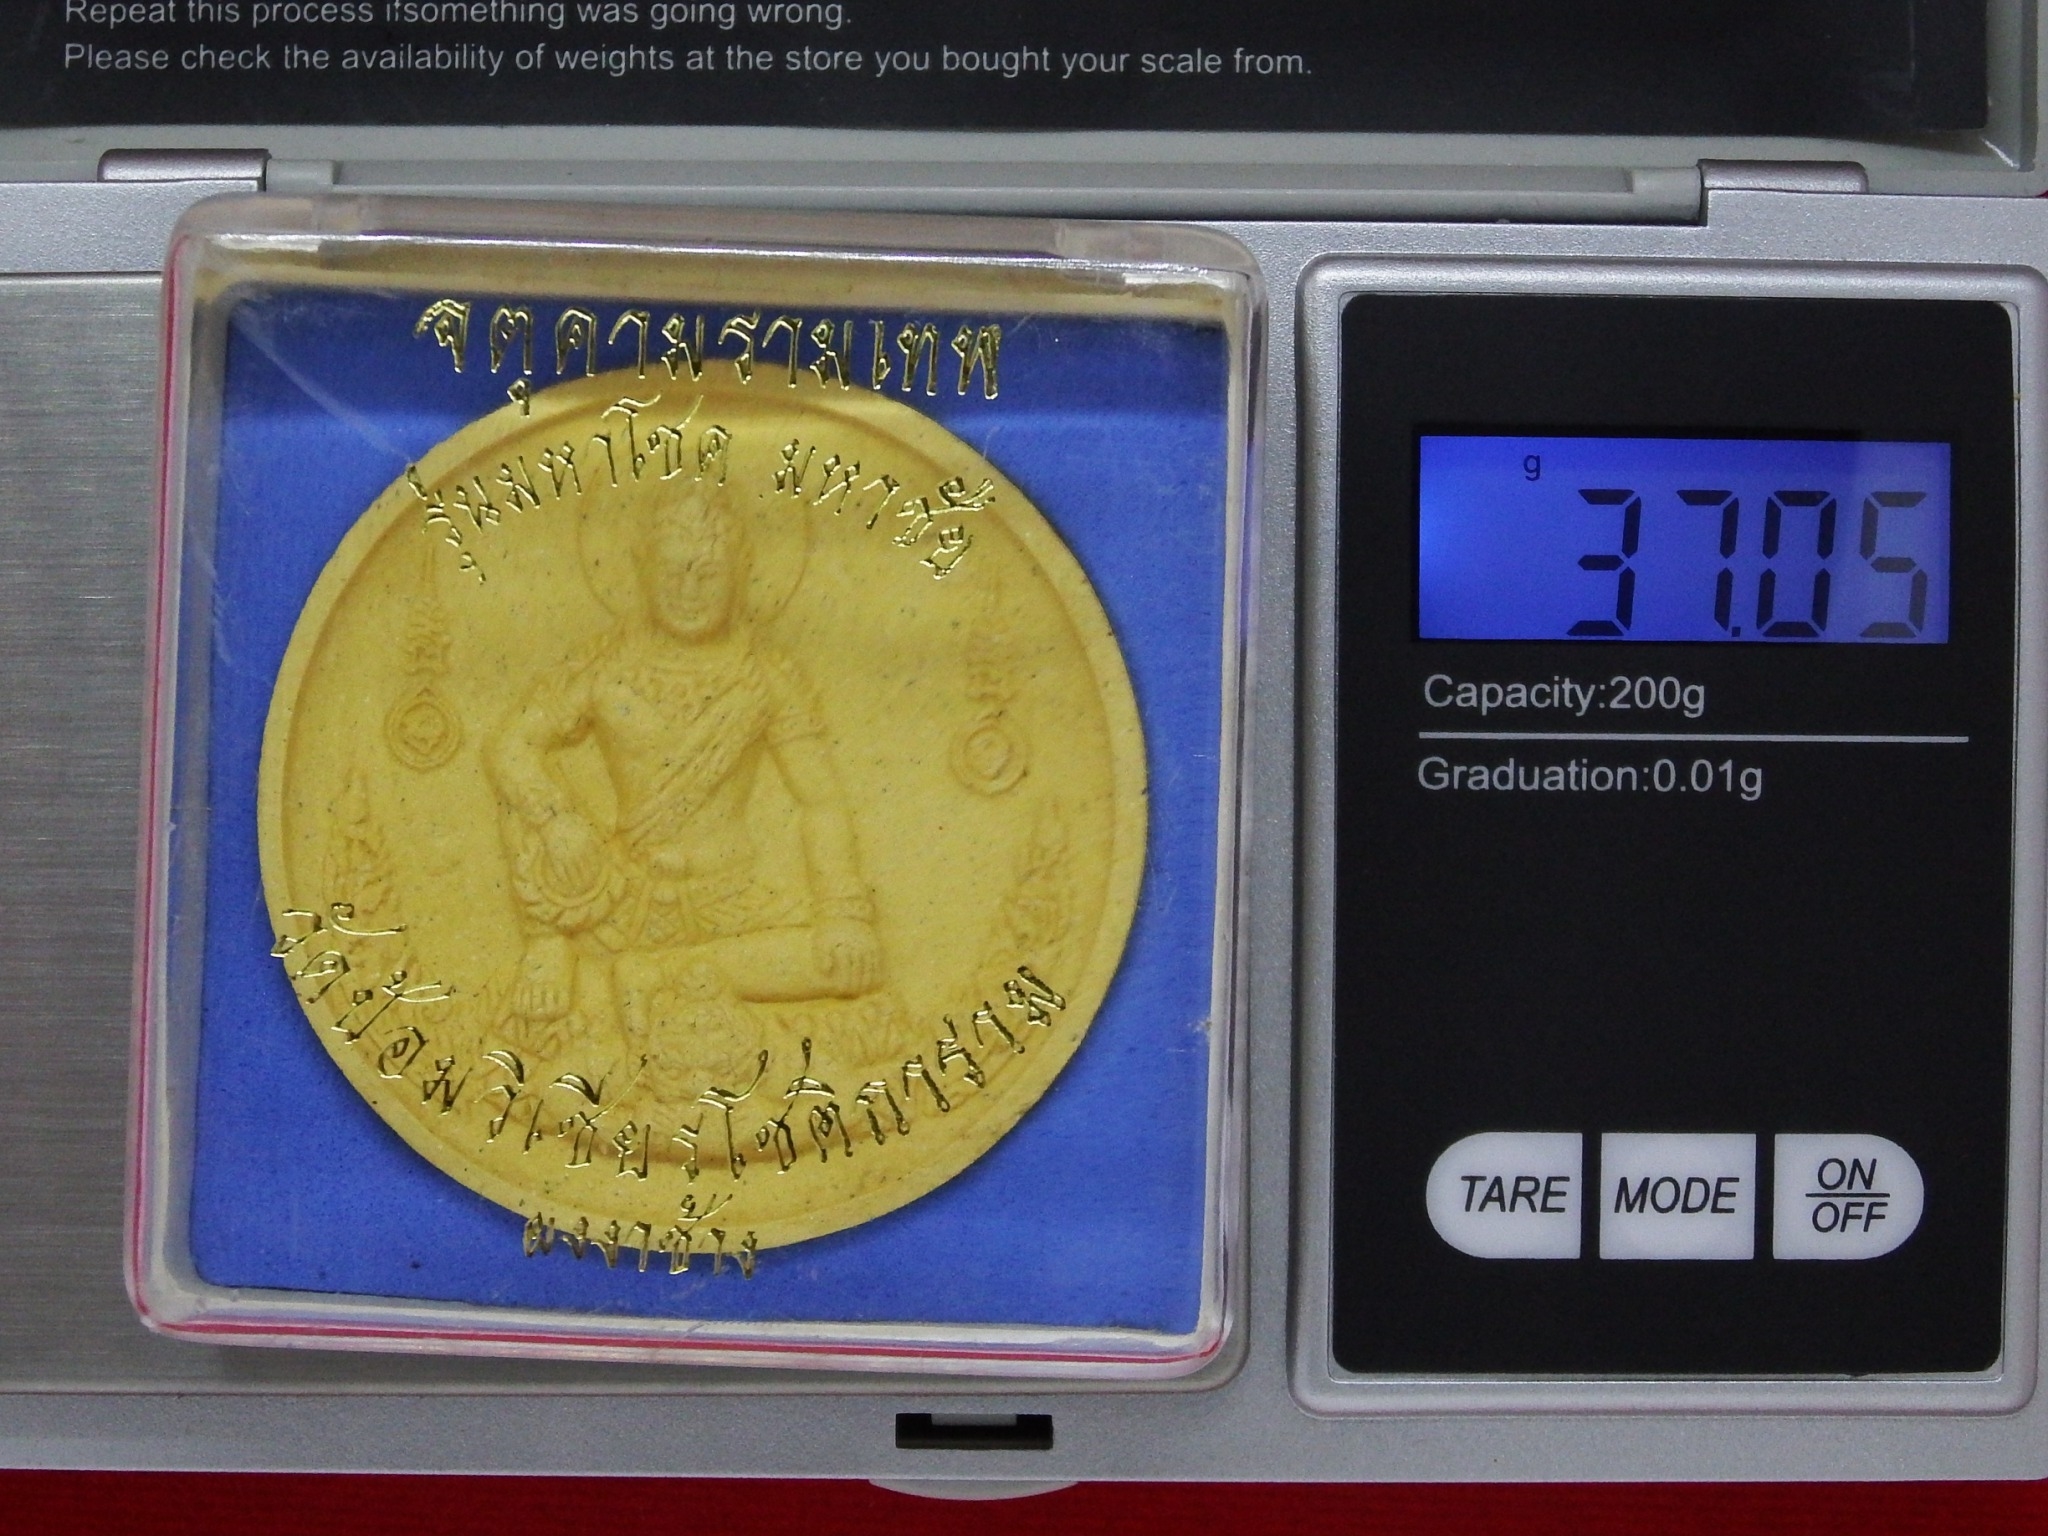 Repeat this process ifsomething was going wrong.
Please check the availability of weights at the store you bought your scale from.
จตุคามรามเทพ
รุ่นมหาโชค มหาชัย
วัดป้อมวิเชียรโชติการาม
ผงงาช้าง
g
37.05
Capacity:200g
Graduation:0.01g
TARE
MODE
ON
OFF